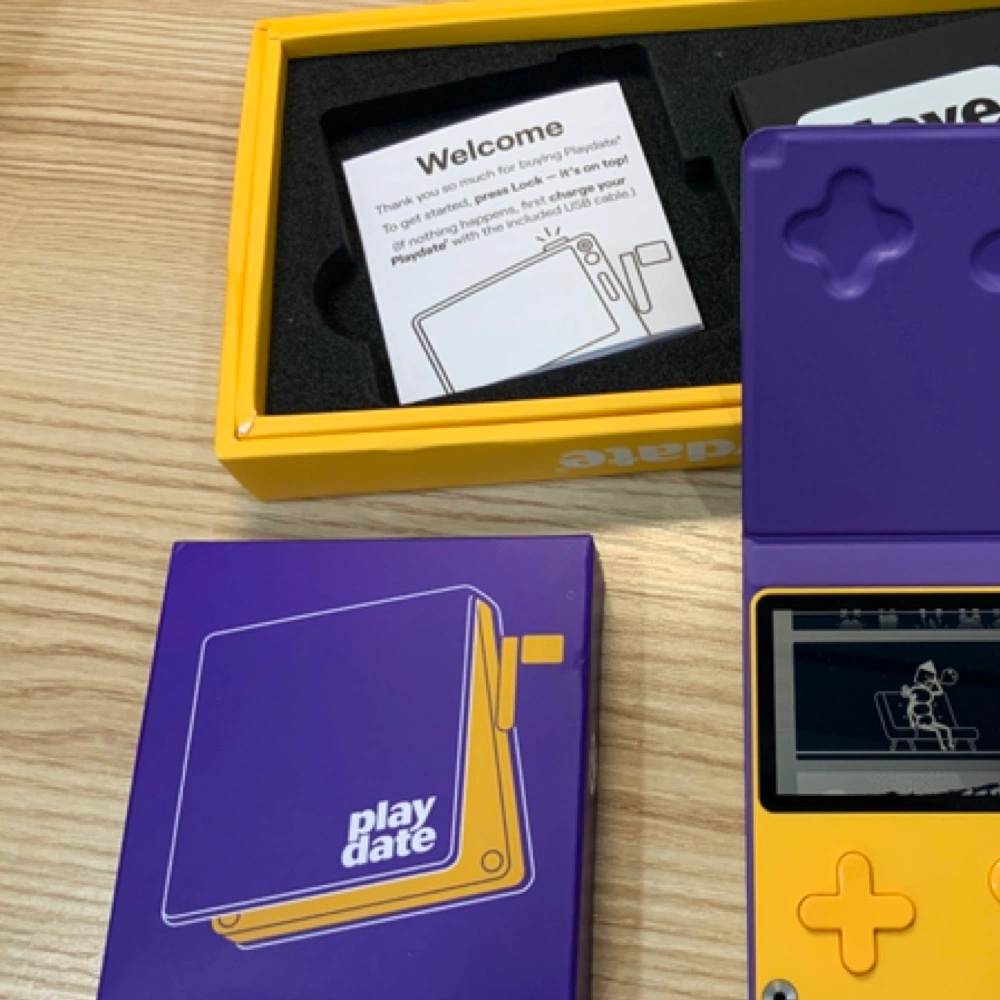 Welcome
Thank you so much for buying Playdate®
To get started, press Lock — it's on top!
(If nothing happens, first charge your
Playdate® with the included USB cable.)
date
play
date